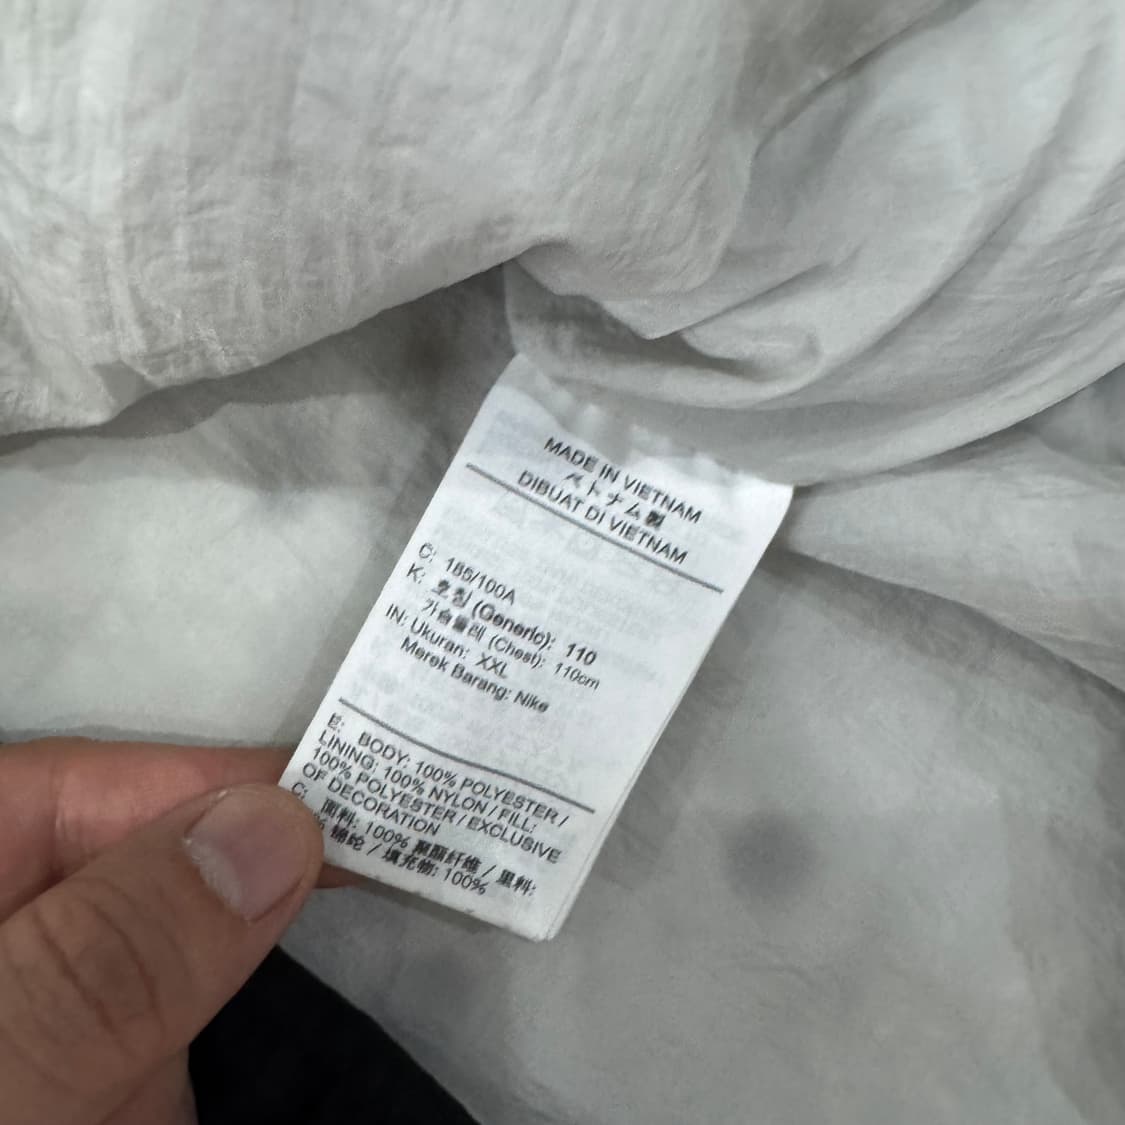 MADE IN VIETNAM
ベトナム製
DIBUAT DI VIETNAM
C: 185/100A
K: 호칭 (Generic): 110
가슴둘레 (Chest): 110cm
IN: Ukuran: XXL
Merek Barang: Nike
E: BODY: 100% POLYESTER /
LINING: 100% NYLON / FILL:
100% POLYESTER / EXCLUSIVE
OF DECORATION
C: 面料: 100% 聚酯纤维 / 里料:
% 锦纶 / 填充物: 100%